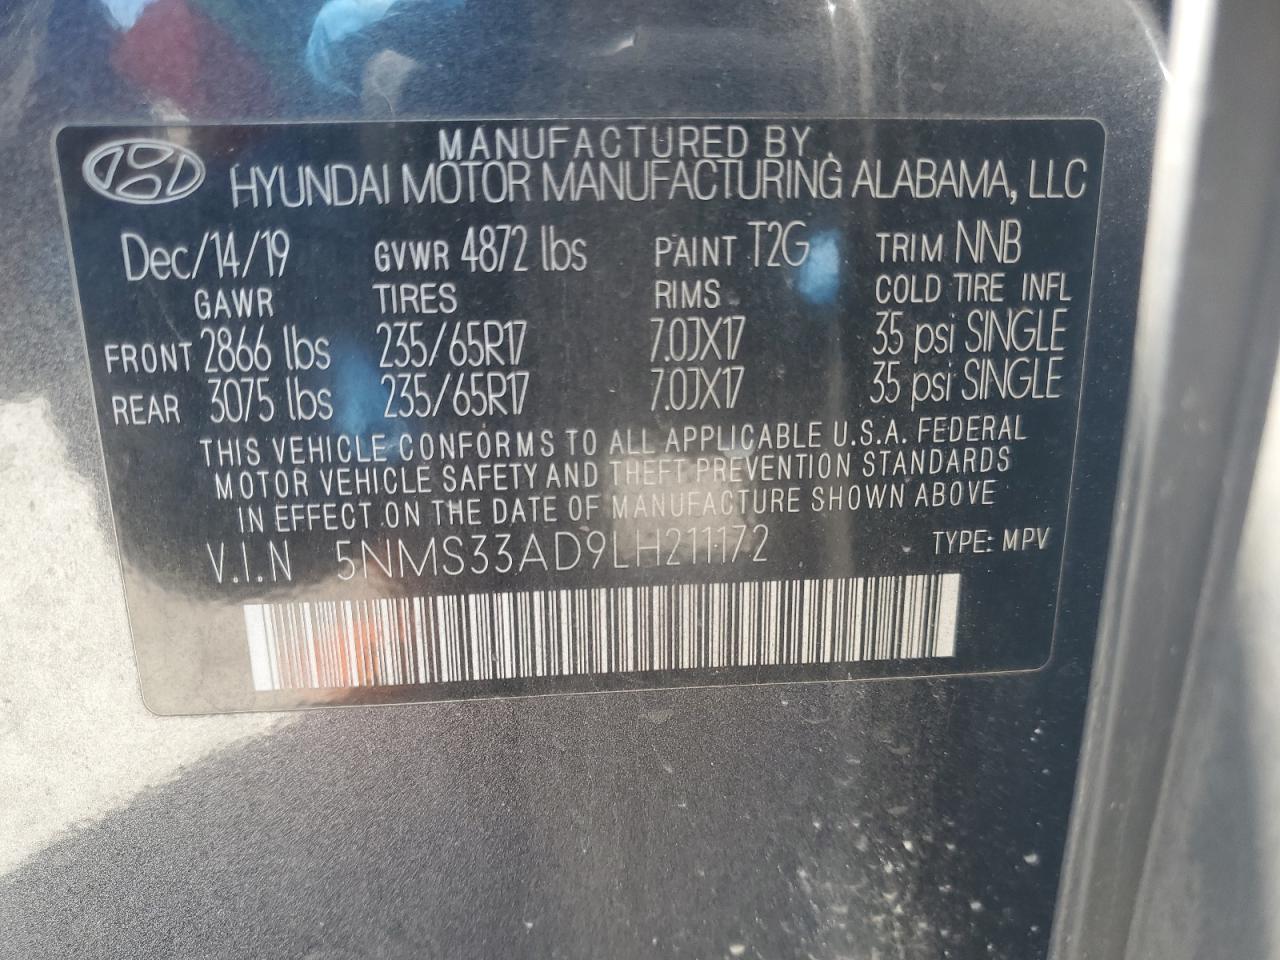 MANUFACTURED BY
HYUNDAI MOTOR MANUFACTURING ALABAMA, LLC
Dec/14/19 GVWR 4872 lbs PAINT T2G TRIM NNB
GAWR TIRES RIMS COLD TIRE INFL
FRONT 2866 lbs 235/65R17 7.0JX17 35 psi SINGLE
REAR 3075 lbs 235/65R17 7.0JX17 35 psi SINGLE
THIS VEHICLE CONFORMS TO ALL APPLICABLE U.S.A. FEDERAL
MOTOR VEHICLE SAFETY AND THEFT PREVENTION STANDARDS
IN EFFECT ON THE DATE OF MANUFACTURE SHOWN ABOVE
V.I.N 5NMS33AD9LH211172 TYPE: MPV